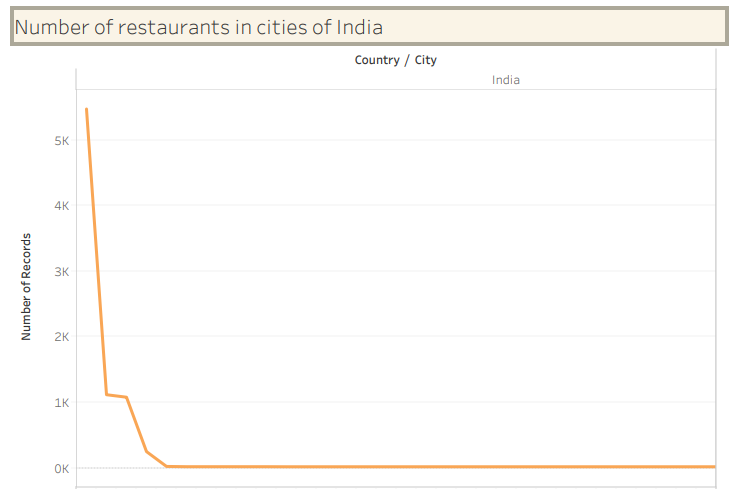 Number of restaurants in cities of India
Country / City
India
5K
4K
3K
2K
1K
0K
Number of Records